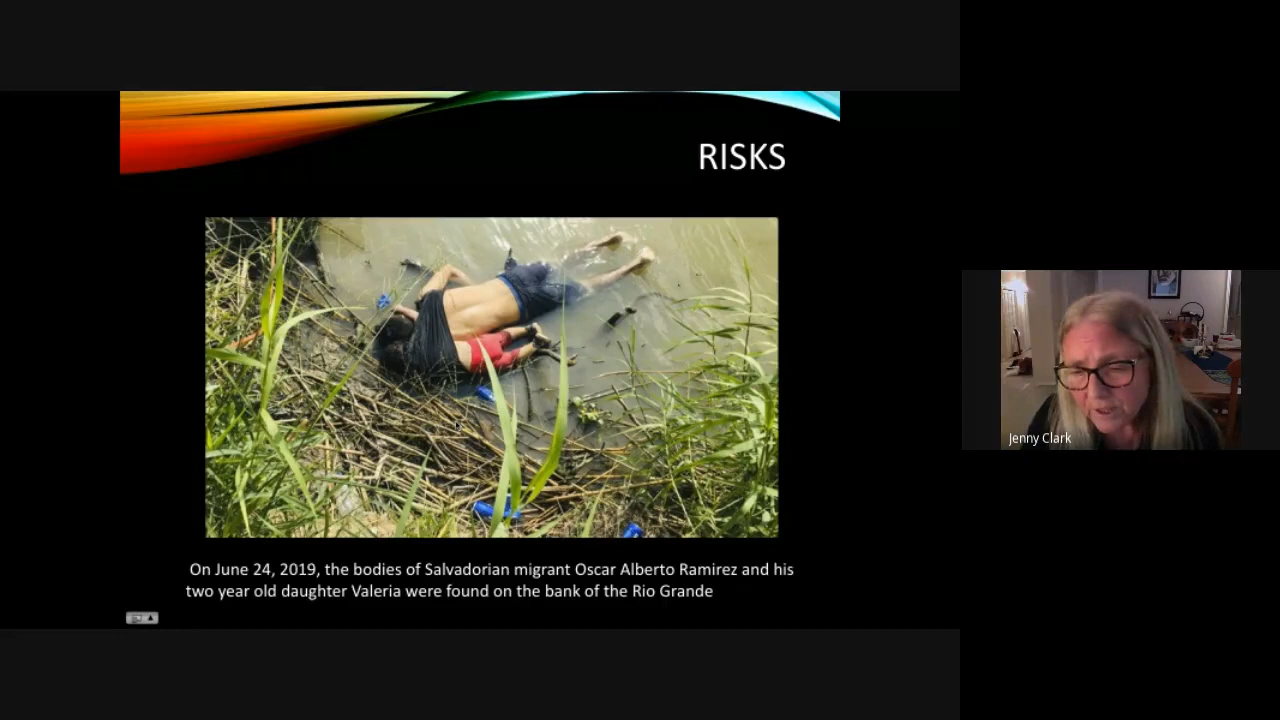 RISKS
On June 24, 2019, the bodies of Salvadorian migrant Oscar Alberto Ramirez and his
two year old daughter Valeria were found on the bank of the Rio Grande
Jenny Clark